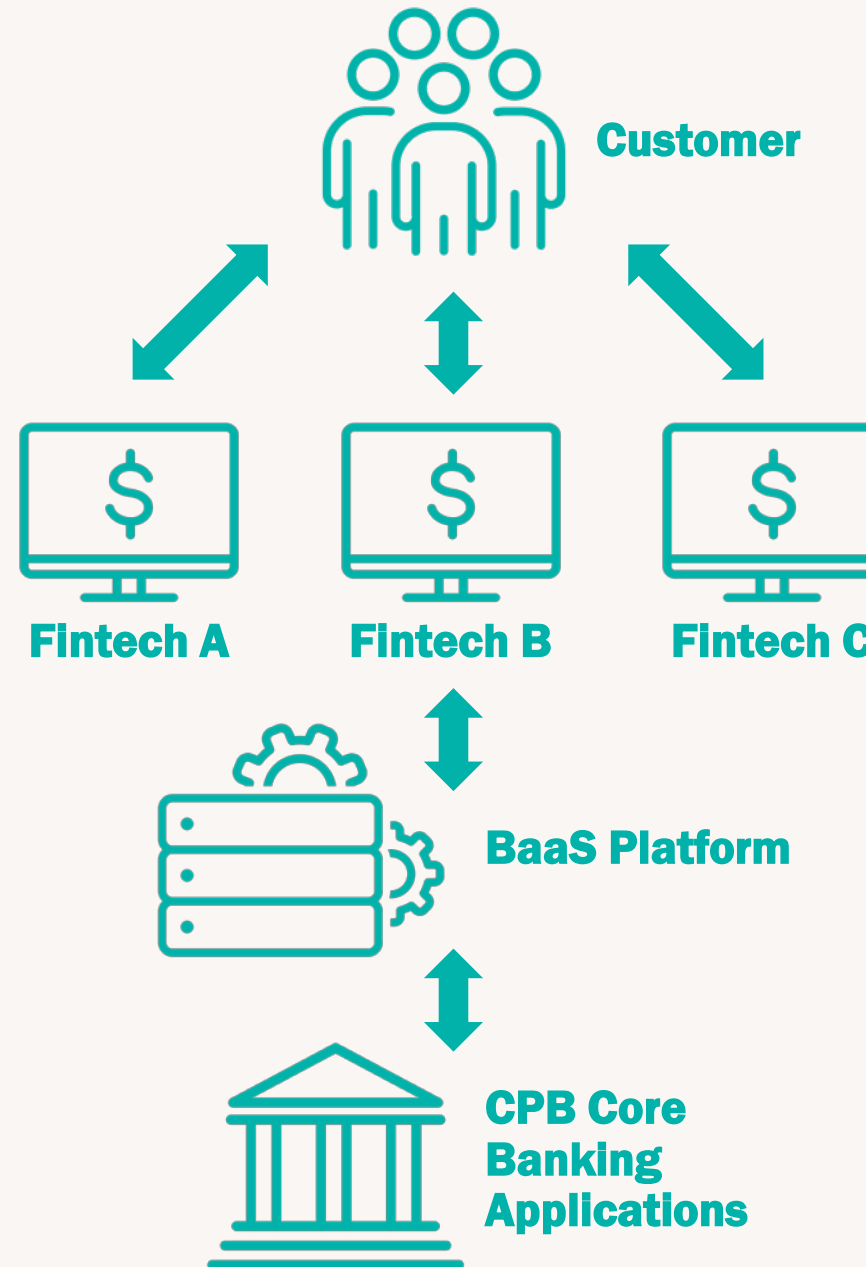 Customer
$ $ $
Fintech A Fintech B Fintech C
BaaS Platform
CPB Core
Banking
Applications